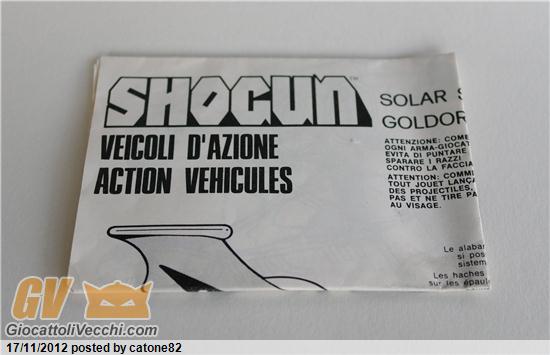 SHOGUN™
VEICOLI D'AZIONE
ACTION VEHICULES
SOLAR S
GOLDOR
ATTENZIONE: COME
OGNI ARMA-GIOCAT
EVITA DI PUNTARE
SPARARE I RAZZI
CONTRO LA FACCIA
ATTENTION: COMM
TOUT JOUET LANÇA
DES PROJECTILES,
PAS ET NE TIRE PA
AU VISAGE.
Le alabar
si pos
sistem
Les haches
sur les épaul
GV
GiocattoliVecchi.com
17/11/2012 posted by catone82